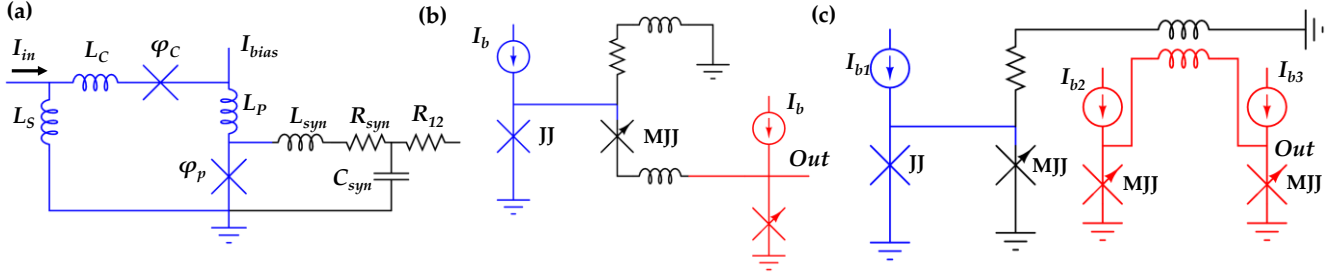 (a)
I_in
L_C
φ_C
I_bias
L_S
L_P
L_syn
R_syn
R_12
φ_p
C_syn
(b)
I_b
JJ
MJJ
I_b
Out
(c)
I_b1
I_b2
I_b3
JJ
MJJ
MJJ
Out
MJJ